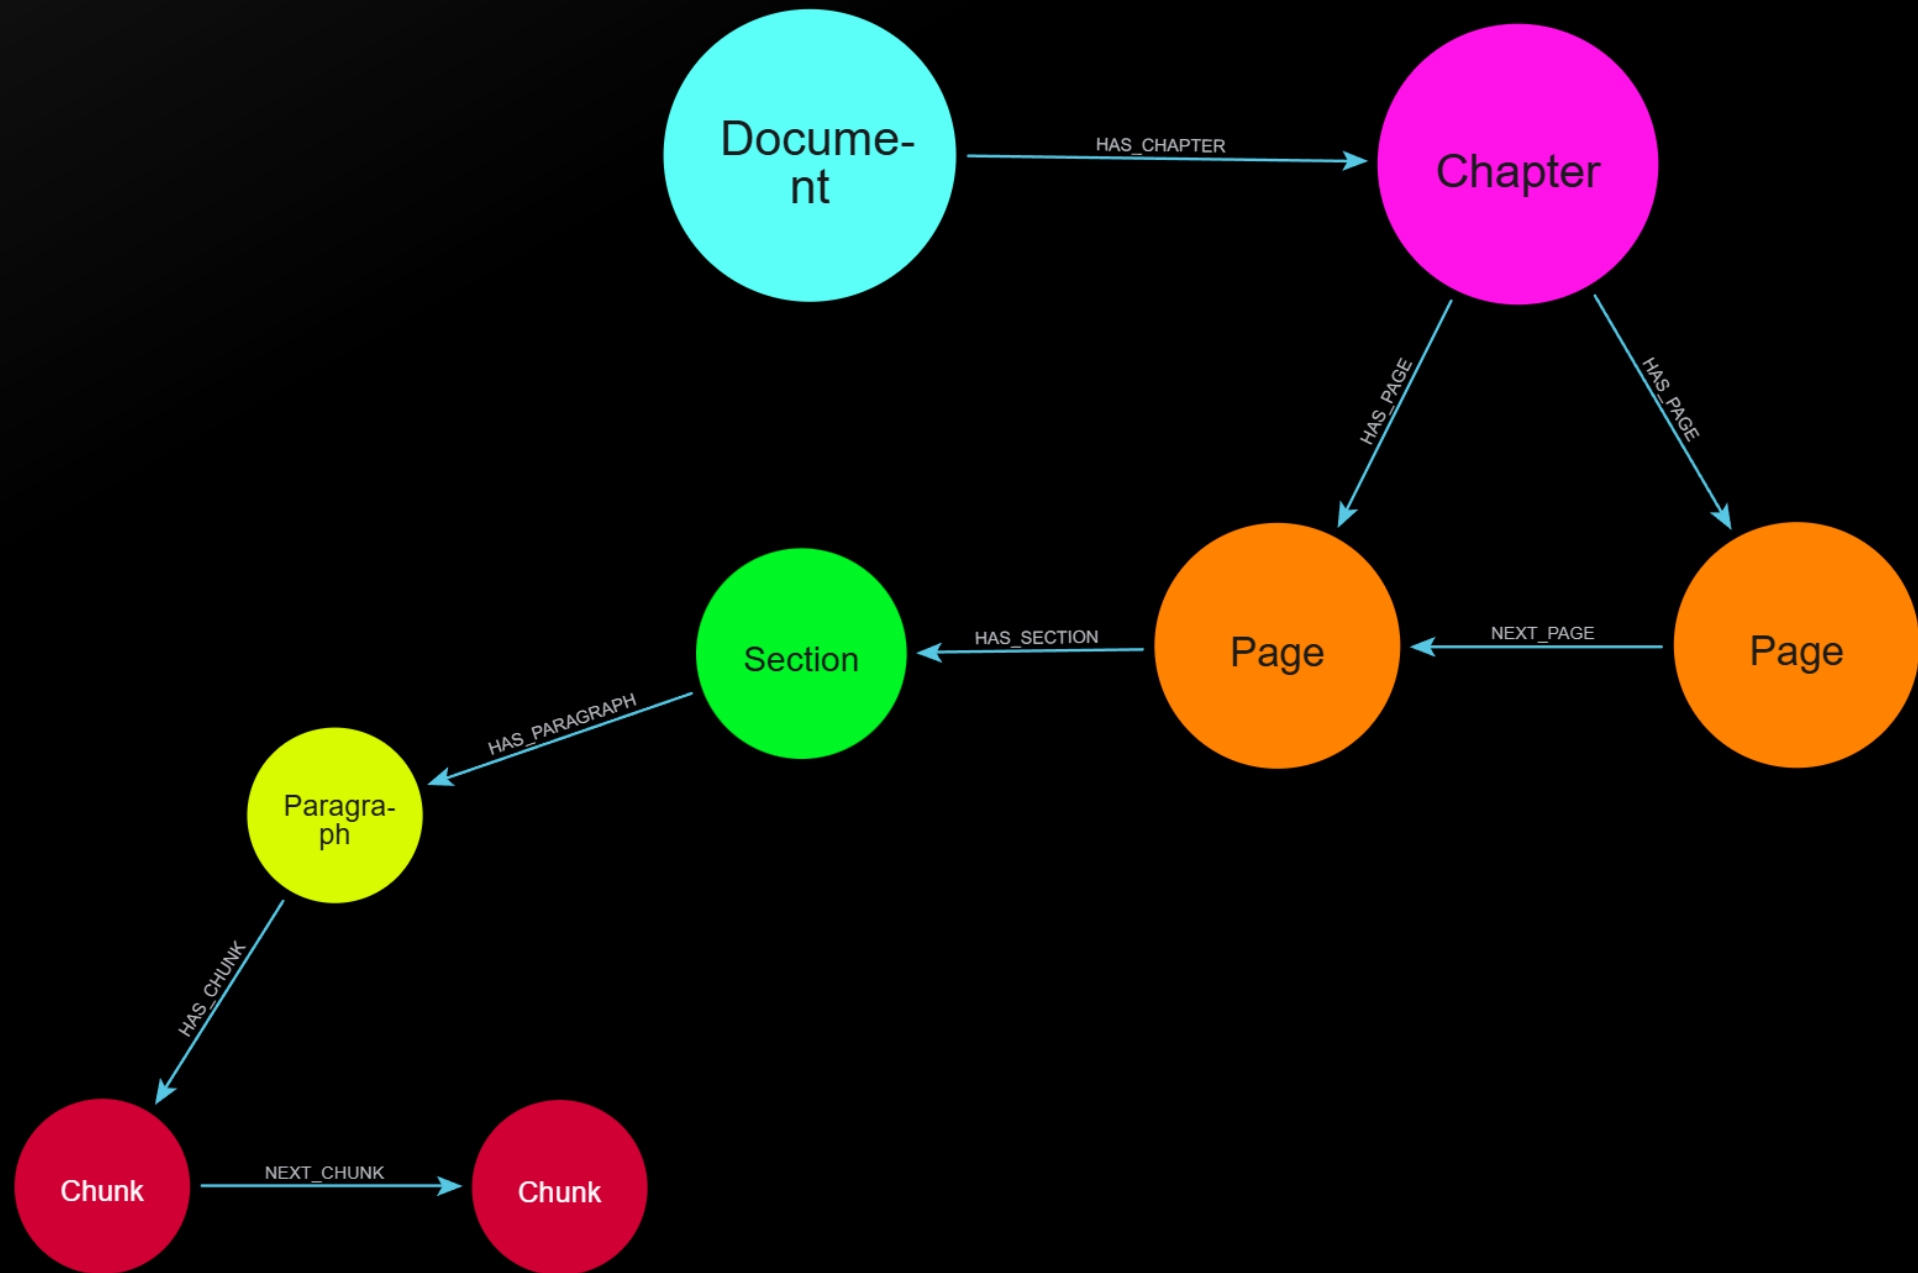 Docume-
nt
HAS_CHAPTER
Chapter
HAS_PAGE
HAS_PAGE
Section
HAS_SECTION
Page
NEXT_PAGE
Page
HAS_PARAGRAPH
Paragra-
ph
HAS_CHUNK
Chunk
NEXT_CHUNK
Chunk